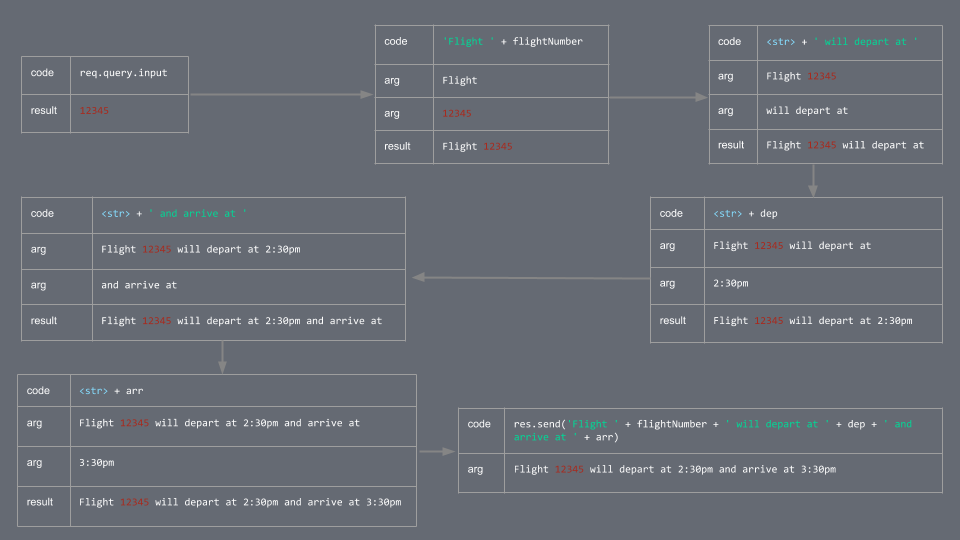 code req.query.input
result 12345
code 'Flight ' + flightNumber
arg Flight
arg 12345
result Flight 12345
code <str> + ' will depart at '
arg Flight 12345
arg will depart at
result Flight 12345 will depart at
code <str> + dep
arg Flight 12345 will depart at
arg 2:30pm
result Flight 12345 will depart at 2:30pm
code <str> + ' and arrive at '
arg Flight 12345 will depart at 2:30pm
arg and arrive at
result Flight 12345 will depart at 2:30pm and arrive at
code <str> + arr
arg Flight 12345 will depart at 2:30pm and arrive at
arg 3:30pm
result Flight 12345 will depart at 2:30pm and arrive at 3:30pm
code res.send('Flight ' + flightNumber + ' will depart at ' + dep + ' and
arrive at ' + arr)
arg Flight 12345 will depart at 2:30pm and arrive at 3:30pm